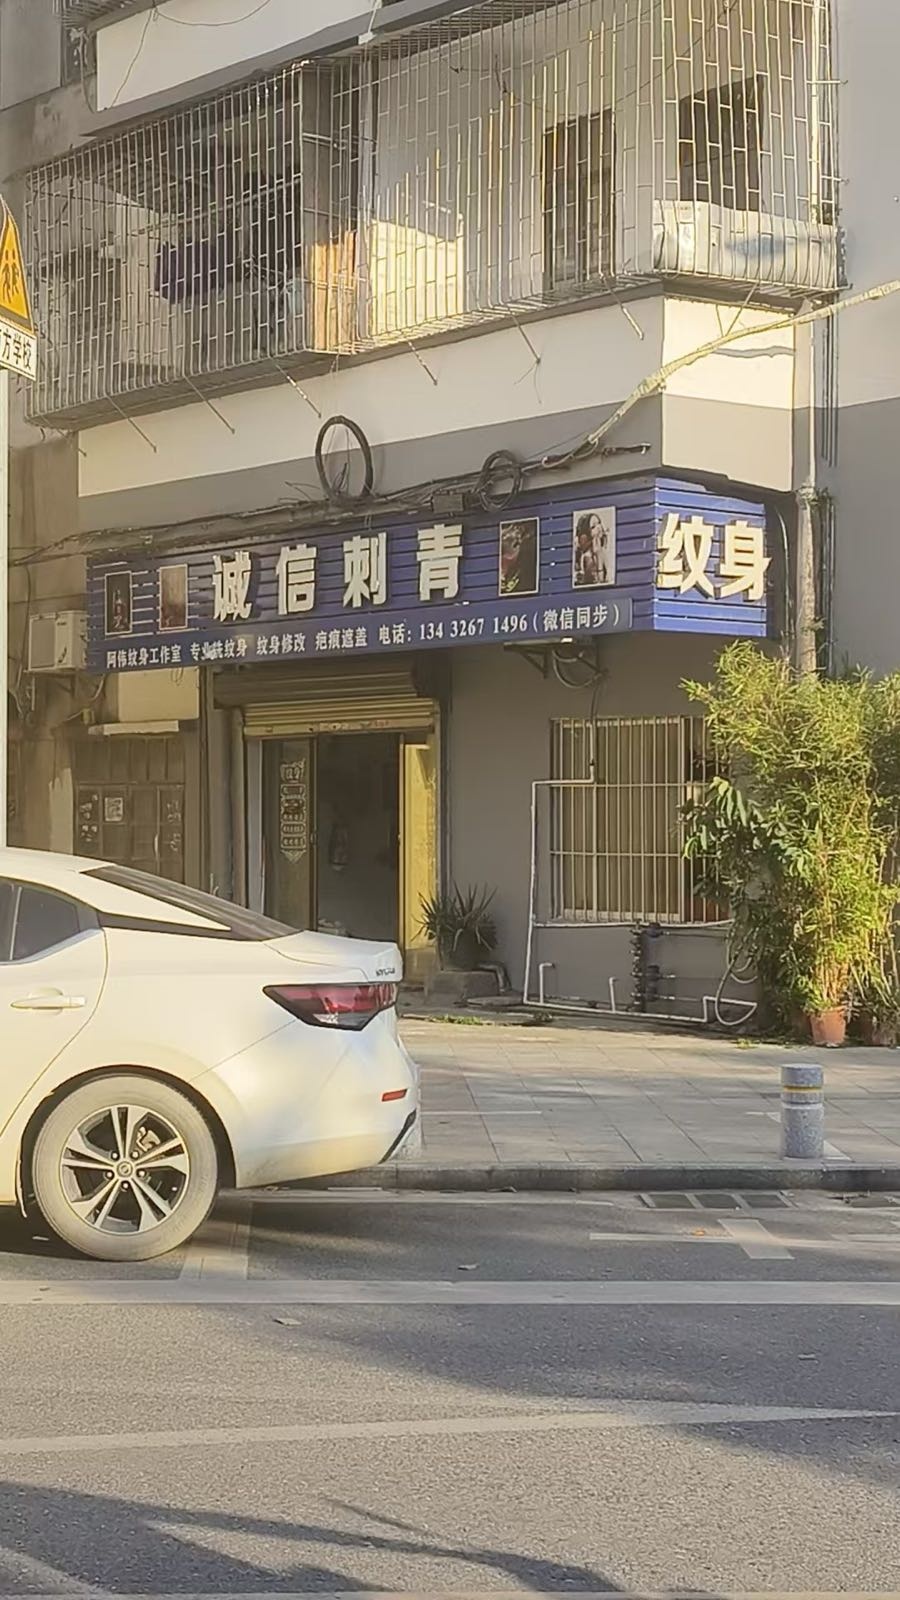 方学校
诚信刺青
纹身
阿伟纹身工作室 专业洗纹身 纹身修改 疤痕遮盖 电话：134 3267 1496（微信同步）